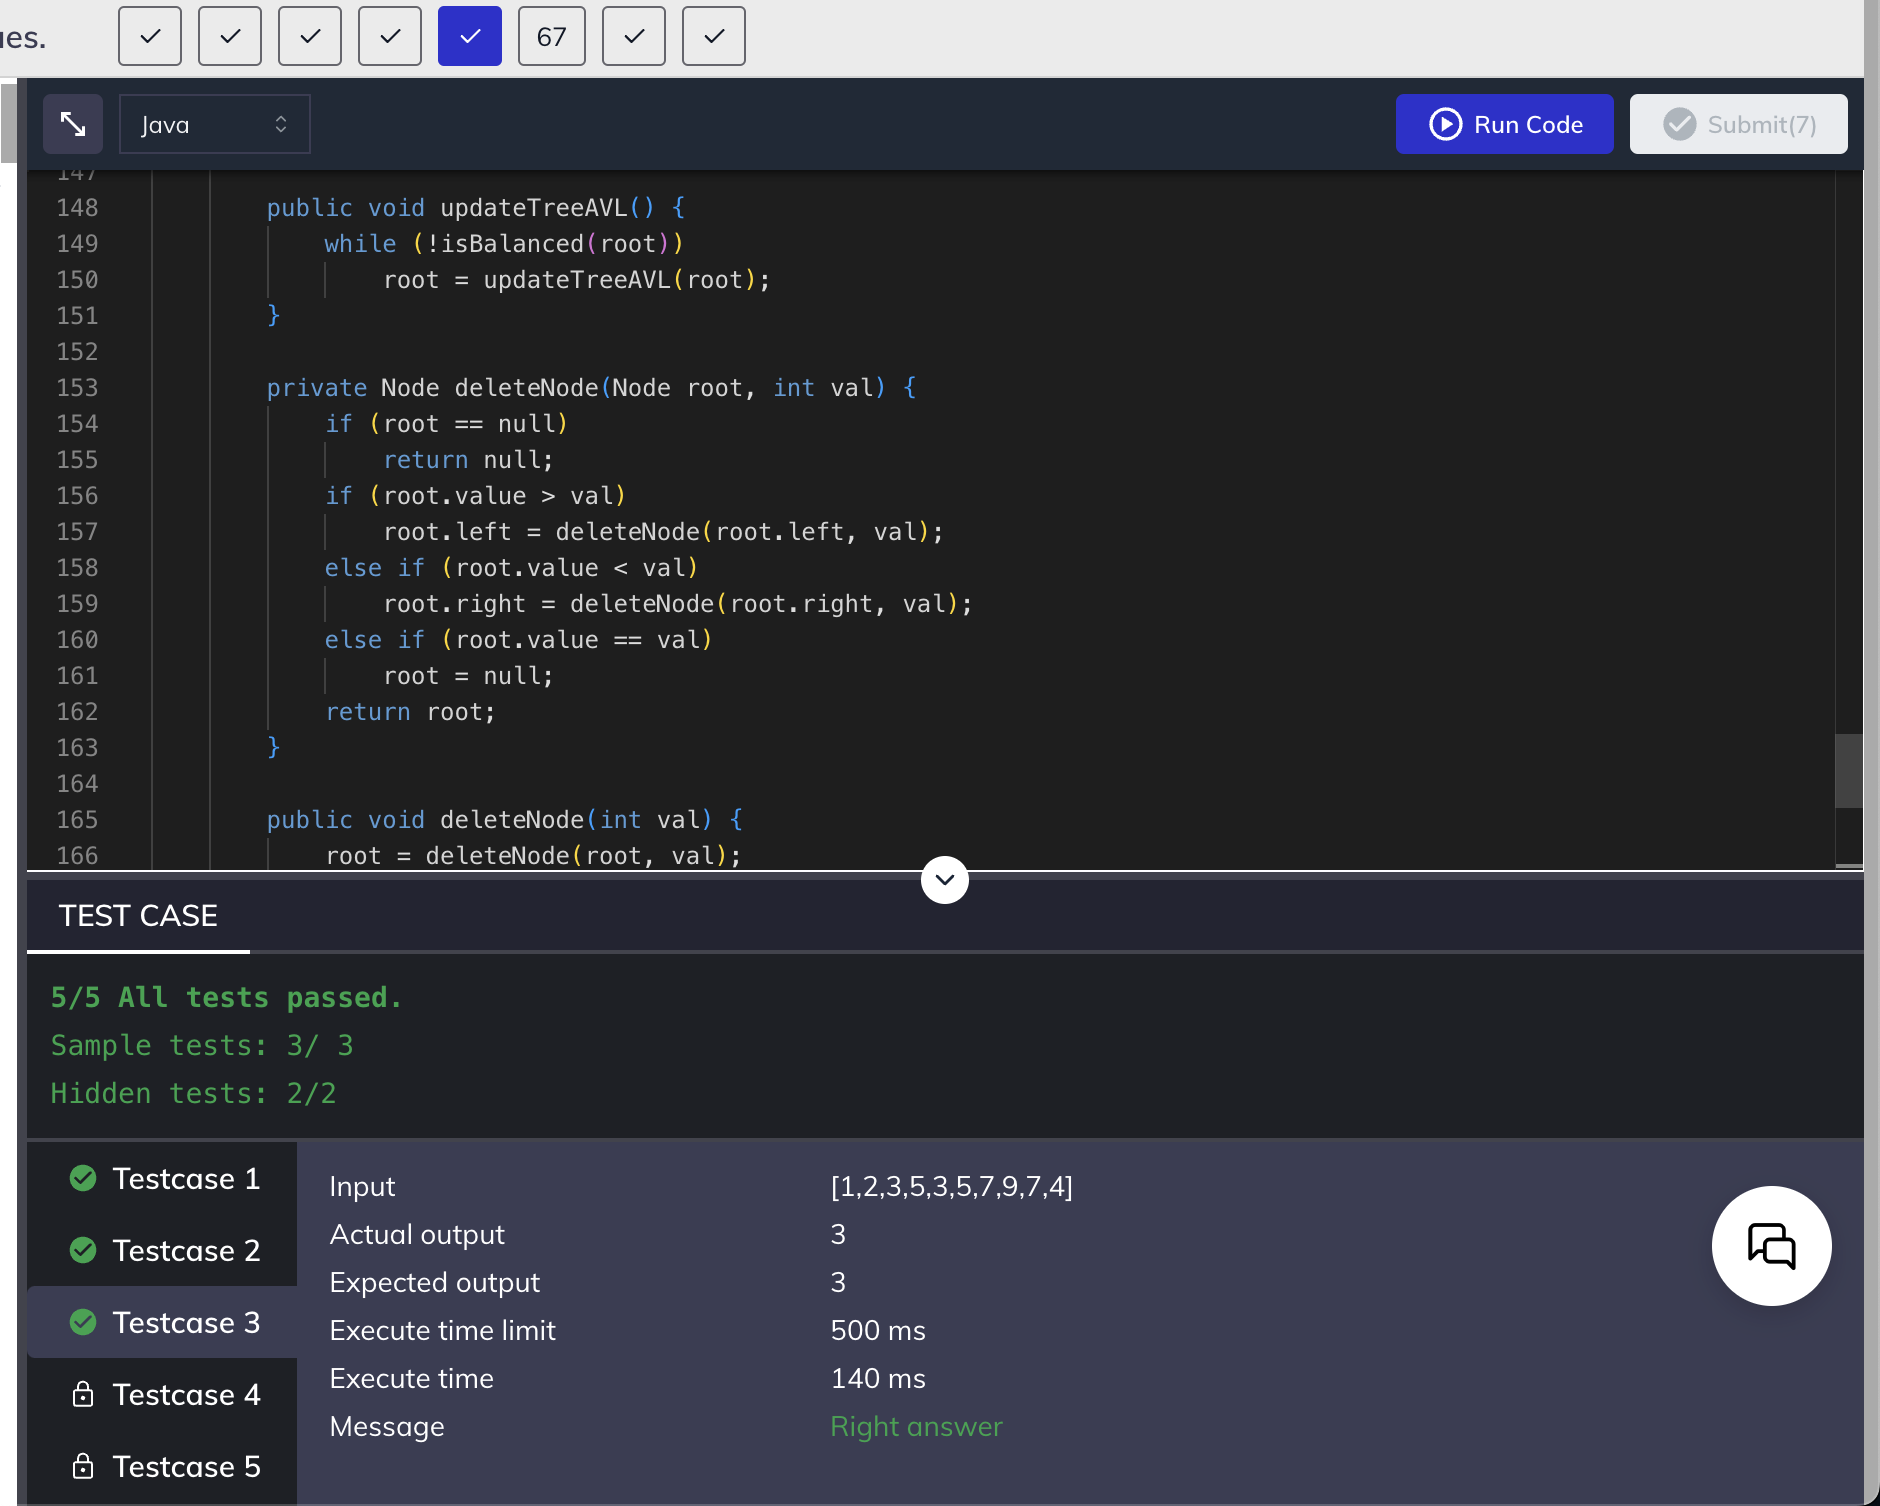 67
Java
Run Code
Submit(7)
147
148 public void updateTreeAVL() {
149 while (!isBalanced(root))
150 root = updateTreeAVL(root);
151 }
152
153 private Node deleteNode(Node root, int val) {
154 if (root == null)
155 return null;
156 if (root.value > val)
157 root.left = deleteNode(root.left, val);
158 else if (root.value < val)
159 root.right = deleteNode(root.right, val);
160 else if (root.value == val)
161 root = null;
162 return root;
163 }
164
165 public void deleteNode(int val) {
166 root = deleteNode(root, val);
TEST CASE
5/5 All tests passed.
Sample tests: 3/ 3
Hidden tests: 2/2
Testcase 1
Testcase 2
Testcase 3
Testcase 4
Testcase 5
Input [1,2,3,5,3,5,7,9,7,4]
Actual output 3
Expected output 3
Execute time limit 500 ms
Execute time 140 ms
Message Right answer